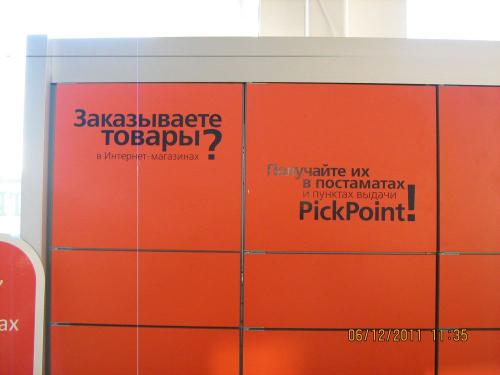 Заказываете
товары?
в Интернет-магазинах
Получайте их
в постаматах
и пунктах выдачи
PickPoint!
ах
06/12/2011 11:35